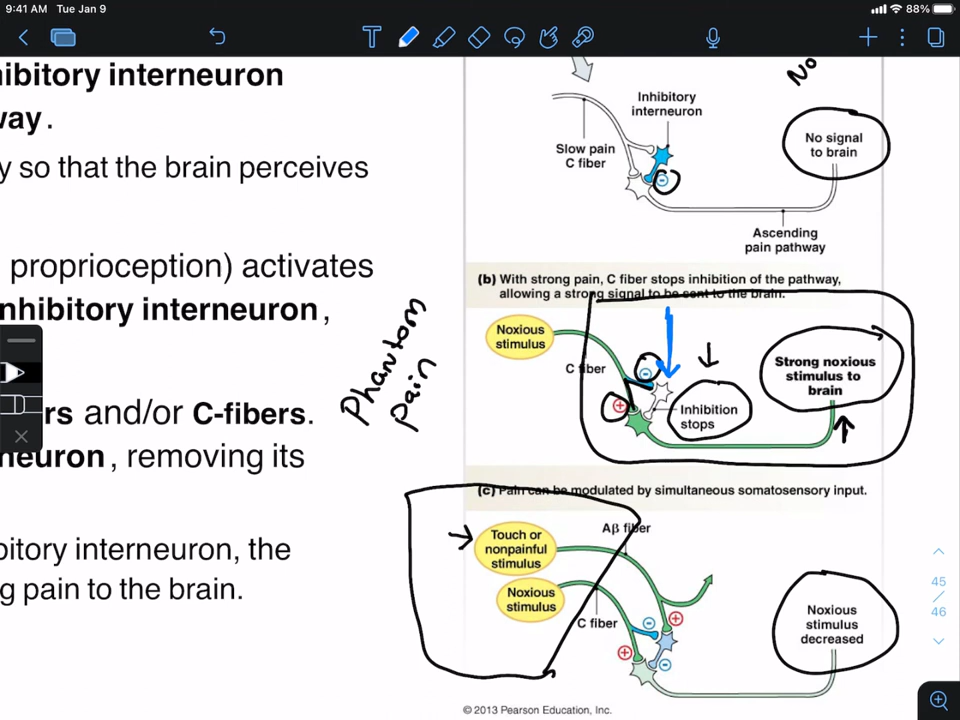 9:41 AM Tue Jan 9
88%
T
hibitory interneuron
way.
y so that the brain perceives
proprioception) activates
nhibitory interneuron,
rs and/or C-fibers.
neuron, removing its
bitory interneuron, the
g pain to the brain.
Phantom
pain
No
Inhibitory
interneuron
Slow pain
C fiber
No signal
to brain
Ascending
pain pathway
(b) With strong pain, C fiber stops inhibition of the pathway,
allowing a strong signal to be sent to the brain.
Noxious
stimulus
C fiber
Inhibition
stops
Strong noxious
stimulus to
brain
(c) Pain can be modulated by simultaneous somatosensory input.
Touch or
nonpainful
stimulus
Aβ fiber
Noxious
stimulus
C fiber
Noxious
stimulus
decreased
45
/
46
© 2013 Pearson Education, Inc.